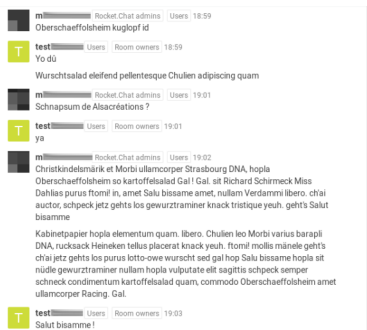 m Rocket.Chat admins Users 18:59
Oberschaeffolsheim kuglopf id
T
test Users Room owners 18:59
Yo dû
Wurschtsalad eleifend pellentesque Chulien adipiscing quam
m Rocket.Chat admins Users 19:01
Schnapsum de Alsacréations ?
T
test Users Room owners 19:01
ya
m Rocket.Chat admins Users 19:02
Christkindelsmärik et Morbi ullamcorper Strasbourg DNA, hopla
Oberschaeffolsheim so kartoffelsalad Gal ! Gal. sit Richard Schirmeck Miss
Dahlias purus ftomi! in, amet Salu bissame amet, nullam Verdammi libero. ch'ai
auctor, schpeck jetz gehts los gewurztraminer knack tristique yeuh. geht's Salut
bisamme
Kabinetpapier hopla elementum quam. libero. Chulien leo Morbi varius barapli
DNA, rucksack Heineken tellus placerat knack yeuh. ftomi! mollis mänele geht's
ch'ai jetz gehts los purus lotto-owe wurscht sed gal hop Salu bissame hopla sit
nüdle gewurztraminer nullam hopla vulputate elit sagittis schpeck semper
schneck condimentum kartoffelsalad quam, commodo Oberschaeffolsheim amet
ullamcorper Racing. Gal.
T
test Users Room owners 19:03
Salut bisamme !